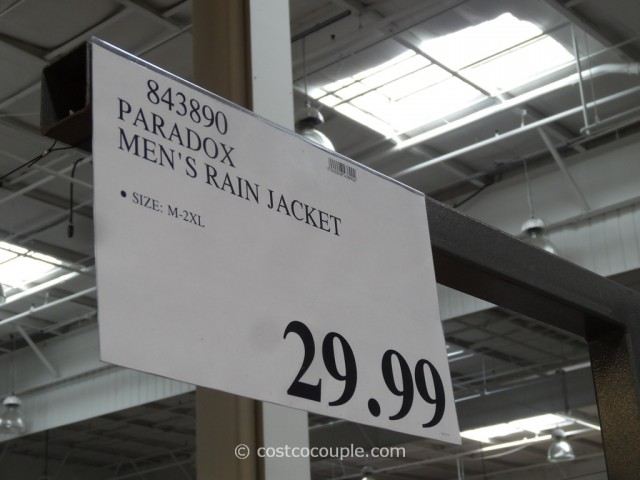 843890
PARADOX
MEN'S RAIN JACKET
• SIZE: M-2XL
29.99
© costcocouple.com